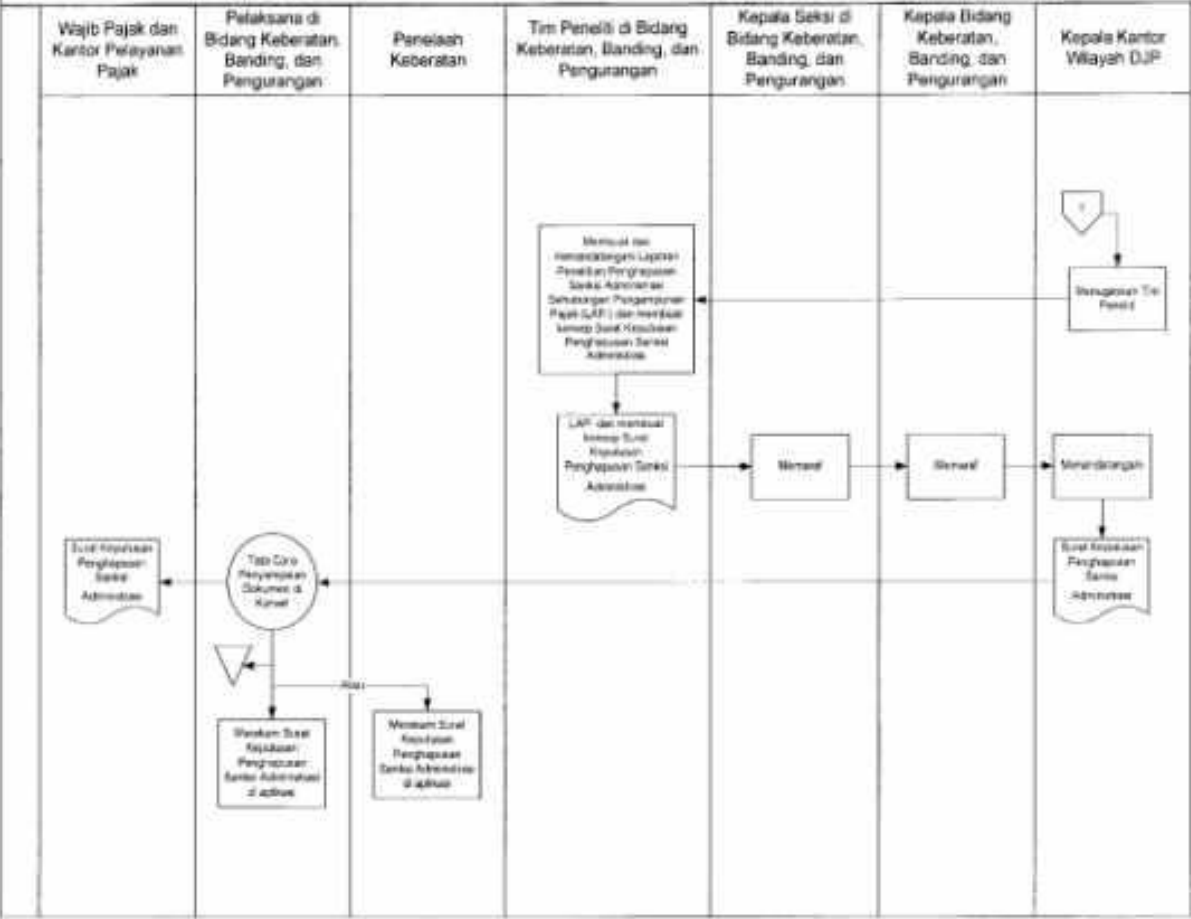 Wajib Pajak dan
Kantor Pelayanan
Pajak
Pelaksana di
Bidang Keberatan,
Banding, dan
Pengurangan
Penelaah
Keberatan
Tim Peneliti di Bidang
Keberatan, Banding, dan
Pengurangan
Kepala Seksi di
Bidang Keberatan,
Banding, dan
Pengurangan
Kepala Bidang
Keberatan,
Banding, dan
Pengurangan
Kepala Kantor
Wilayah DJP
Menugaskan Tim
Peneliti
Membuat dan
menandatangani Laporan
Penelitian Penghapusan
Sanksi Administrasi
Sehubungan Pengampunan
Pajak (LAP.) dan membuat
konsep Surat Keputusan
Penghapusan Sanksi
Administrasi
LAP. dan membuat
konsep Surat
Keputusan
Penghapusan Sanksi
Administrasi
Memaraf
Memaraf
Menandatangani
Surat Keputusan
Penghapusan
Sanksi
Administrasi
Tata Cara
Penyampaian
Dokumen di
Kanwil
Surat Keputusan
Penghapusan
Sanksi
Administrasi
Atau
Merekam Surat
Keputusan
Penghapusan
Sanksi Administrasi
di aplikasi
Merekam Surat
Keputusan
Penghapusan
Sanksi Administrasi
di aplikasi